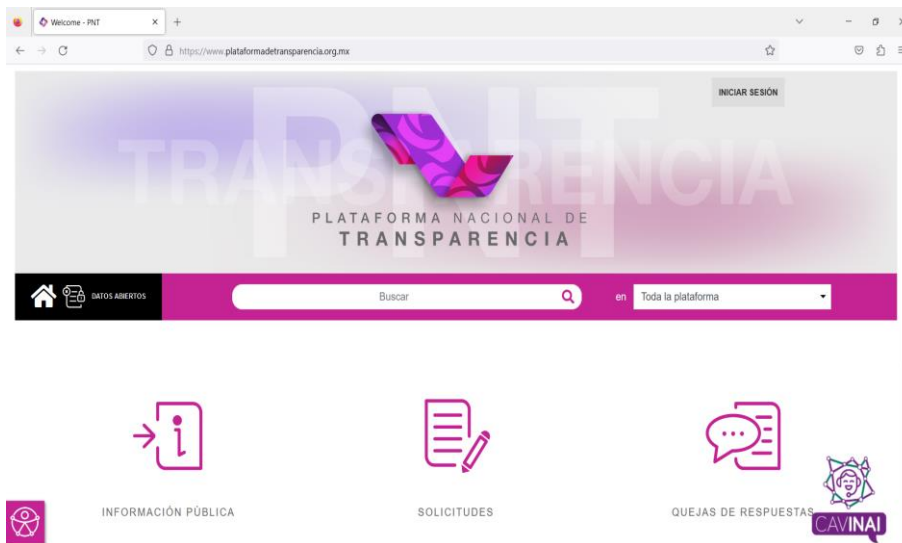 Welcome - PNT
https://www.plataformadetransparencia.org.mx
INICIAR SESIÓN
PNT
TRANSPARENCIA
PLATAFORMA NACIONAL DE
TRANSPARENCIA
DATOS ABIERTOS
Buscar
en
Toda la plataforma
INFORMACIÓN PÚBLICA
SOLICITUDES
QUEJAS DE RESPUESTAS
CAVINAI